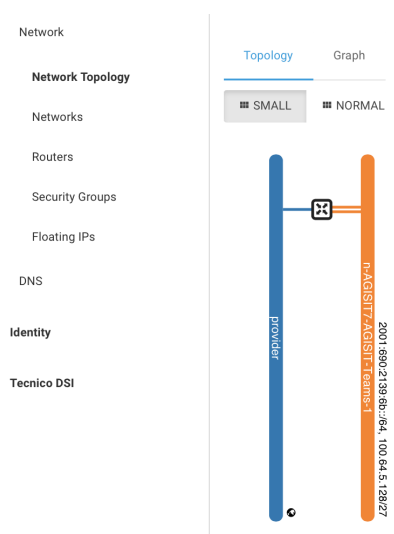 Network
Network Topology
Networks
Routers
Security Groups
Floating IPs
DNS
Identity
Tecnico DSI
Topology
Graph
SMALL
NORMAL
provider
n-AGISIT7-AGISIT-Teams-1
2001:690:2139:6b::/64, 100.64.5.128/27